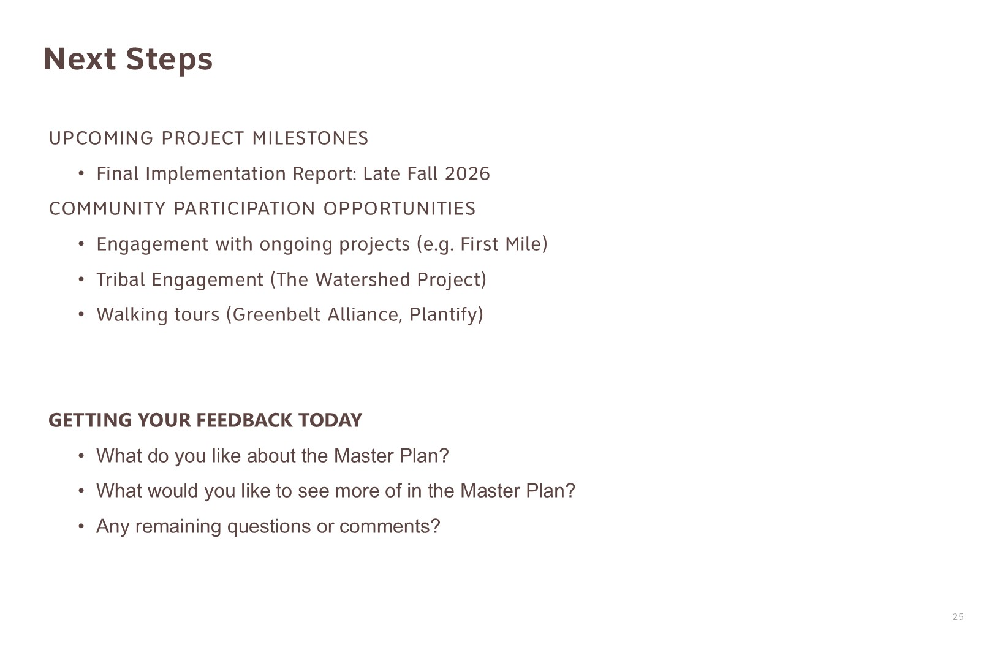 Next Steps
UPCOMING PROJECT MILESTONES
• Final Implementation Report: Late Fall 2026
COMMUNITY PARTICIPATION OPPORTUNITIES
• Engagement with ongoing projects (e.g. First Mile)
• Tribal Engagement (The Watershed Project)
• Walking tours (Greenbelt Alliance, Plantify)
GETTING YOUR FEEDBACK TODAY
• What do you like about the Master Plan?
• What would you like to see more of in the Master Plan?
• Any remaining questions or comments?
25